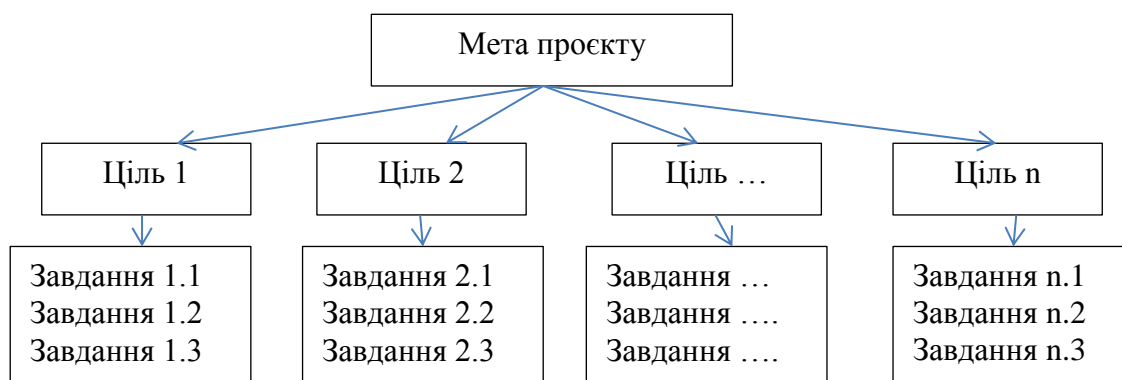 Мета проєкту
Ціль 1
Ціль 2
Ціль …
Ціль n
Завдання 1.1
Завдання 1.2
Завдання 1.3
Завдання 2.1
Завдання 2.2
Завдання 2.3
Завдання …
Завдання ….
Завдання ….
Завдання n.1
Завдання n.2
Завдання n.3